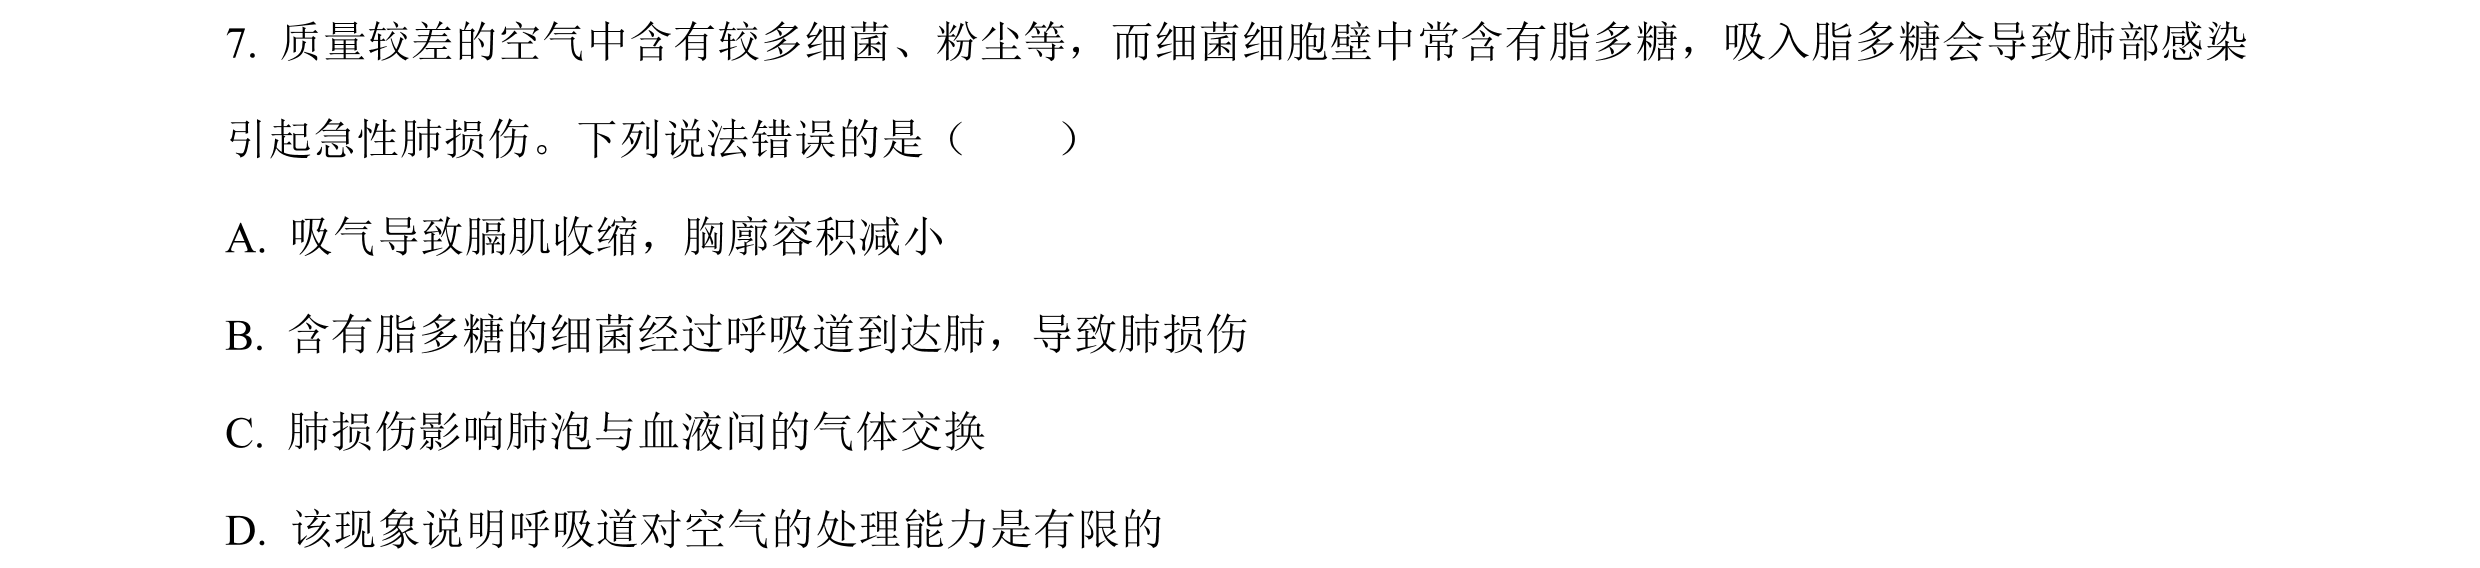 7. 质量较差的空气中含有较多细菌、粉尘等，而细菌细胞壁中常含有脂多糖，吸入脂多糖会导致肺部感染
引起急性肺损伤。下列说法错误的是（　　）
A. 吸气导致膈肌收缩，胸廓容积减小
B. 含有脂多糖的细菌经过呼吸道到达肺，导致肺损伤
C. 肺损伤影响肺泡与血液间的气体交换
D. 该现象说明呼吸道对空气的处理能力是有限的